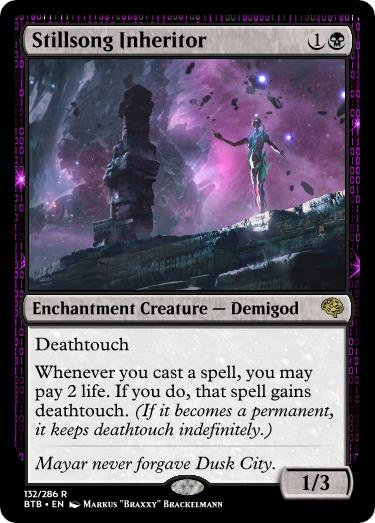 Stillsong Inheritor 1
Enchantment Creature — Demigod
Deathtouch
Whenever you cast a spell, you may
pay 2 life. If you do, that spell gains
deathtouch. (If it becomes a permanent,
it keeps deathtouch indefinitely.)
Mayar never forgave Dusk City.
1/3
132/286 R
BTB • EN Markus "Braxxy" Brackelmann